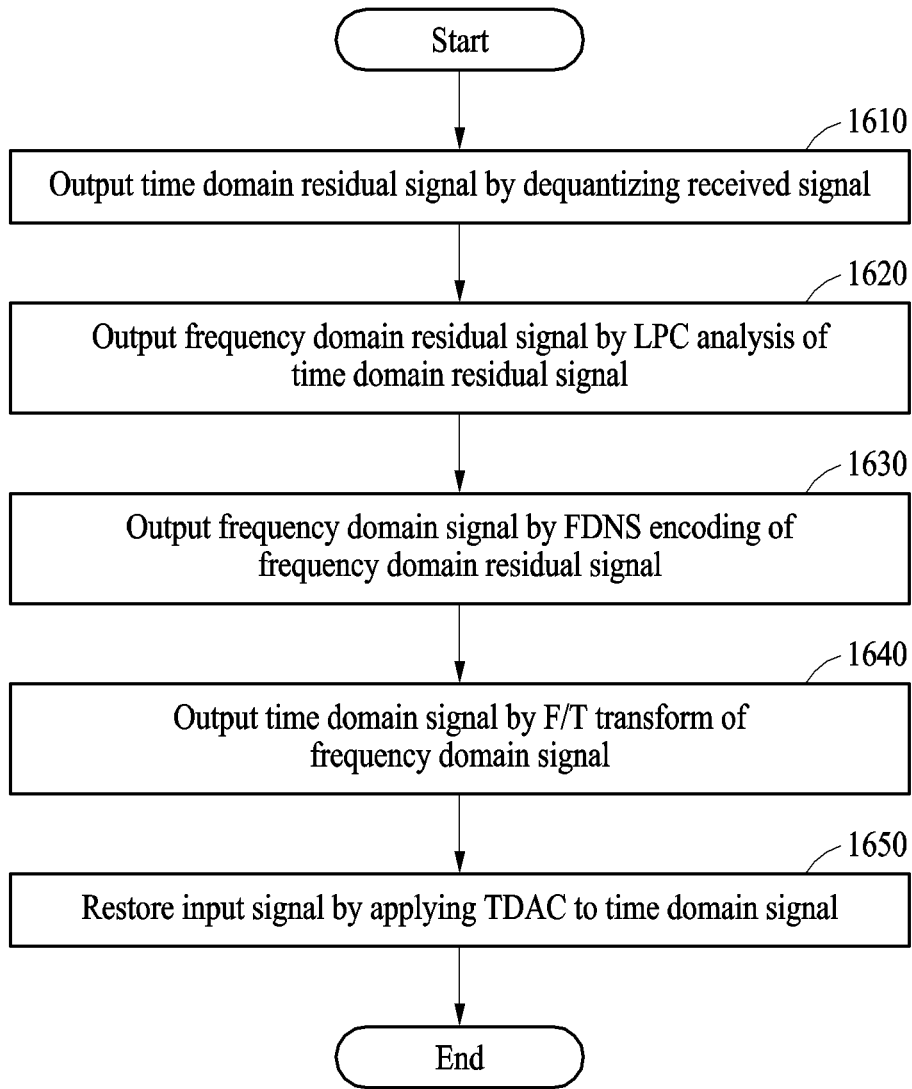 Start
1610
Output time domain residual signal by dequantizing received signal
1620
Output frequency domain residual signal by LPC analysis of
time domain residual signal
1630
Output frequency domain signal by FDNS encoding of
frequency domain residual signal
1640
Output time domain signal by F/T transform of
frequency domain signal
1650
Restore input signal by applying TDAC to time domain signal
End